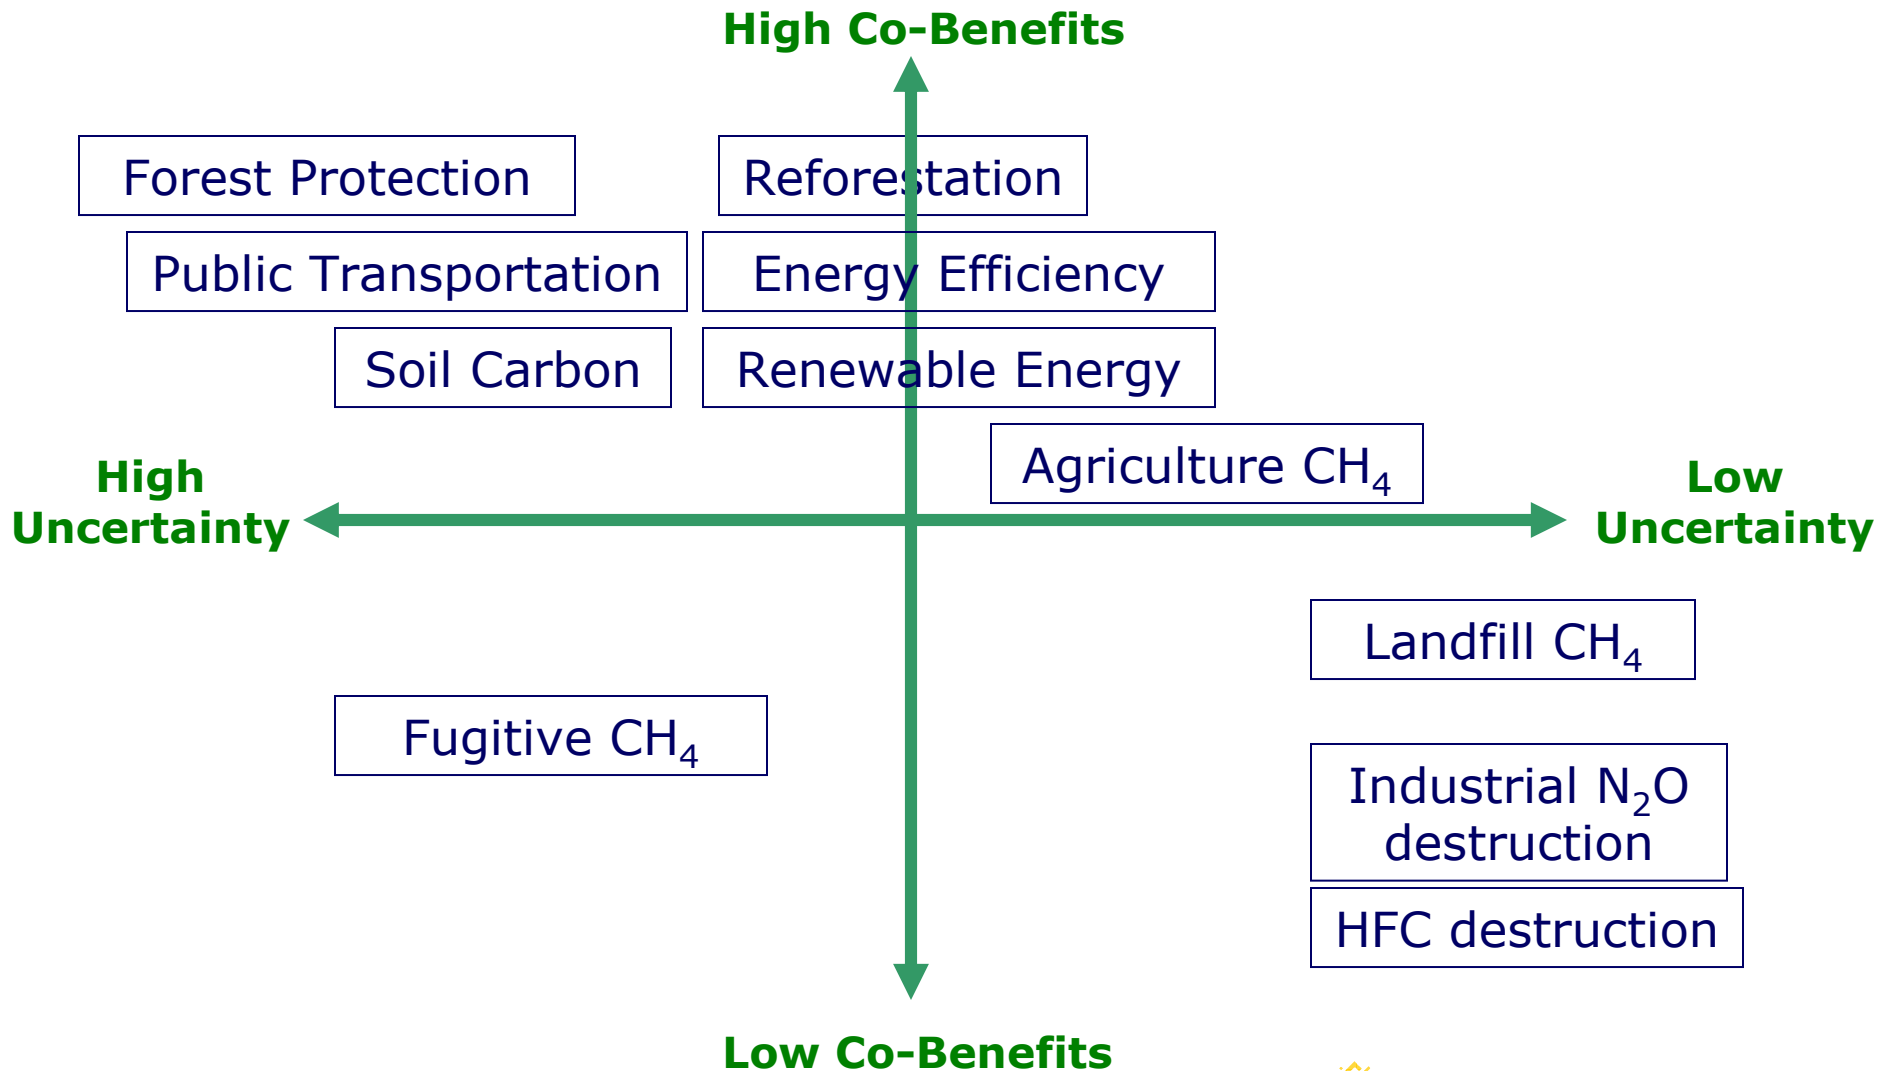 High Co-Benefits
Forest Protection
Reforestation
Public Transportation
Energy Efficiency
Soil Carbon
Renewable Energy
Agriculture CH₄
High
Uncertainty
Low
Uncertainty
Landfill CH₄
Fugitive CH₄
Industrial N₂O
destruction
HFC destruction
Low Co-Benefits